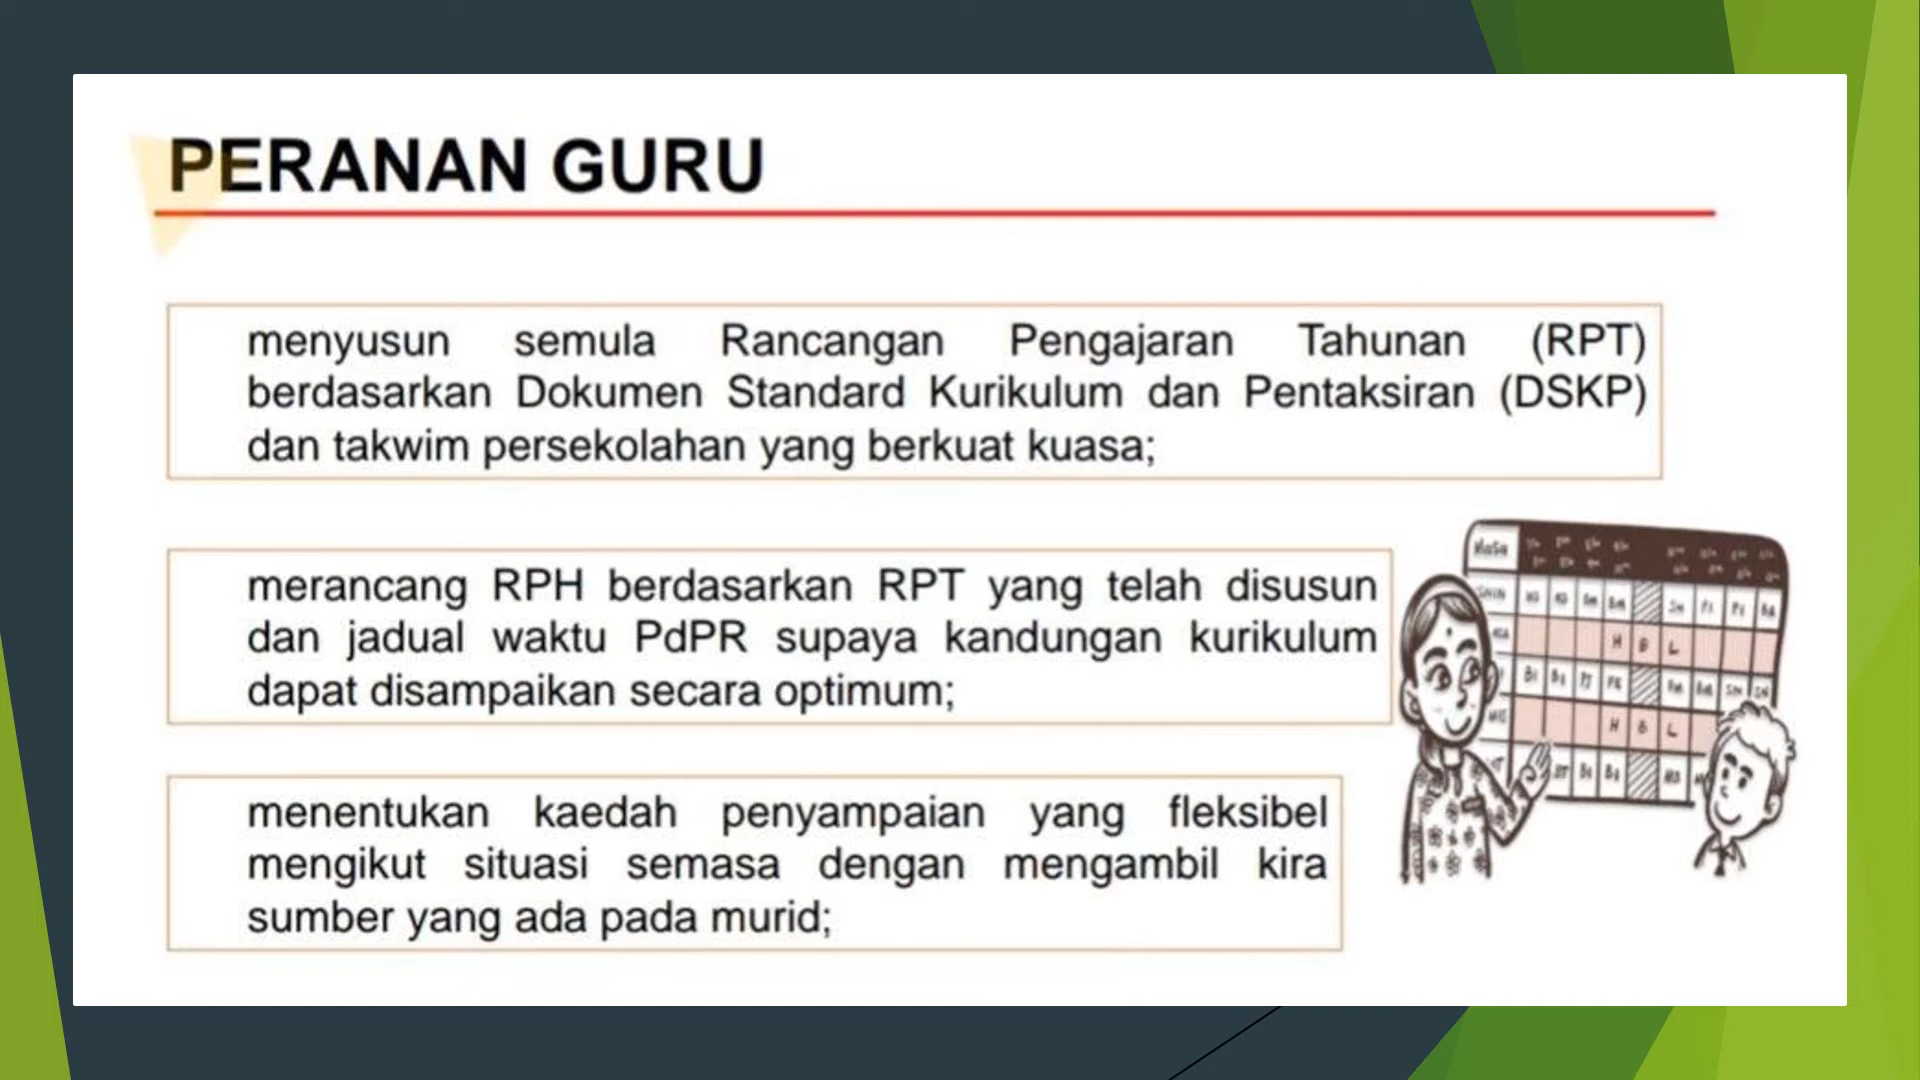 PERANAN GURU
menyusun semula Rancangan Pengajaran Tahunan (RPT)
berdasarkan Dokumen Standard Kurikulum dan Pentaksiran (DSKP)
dan takwim persekolahan yang berkuat kuasa;
merancang RPH berdasarkan RPT yang telah disusun
dan jadual waktu PdPR supaya kandungan kurikulum
dapat disampaikan secara optimum;
menentukan kaedah penyampaian yang fleksibel
mengikut situasi semasa dengan mengambil kira
sumber yang ada pada murid;
Masa
H B L
H B L